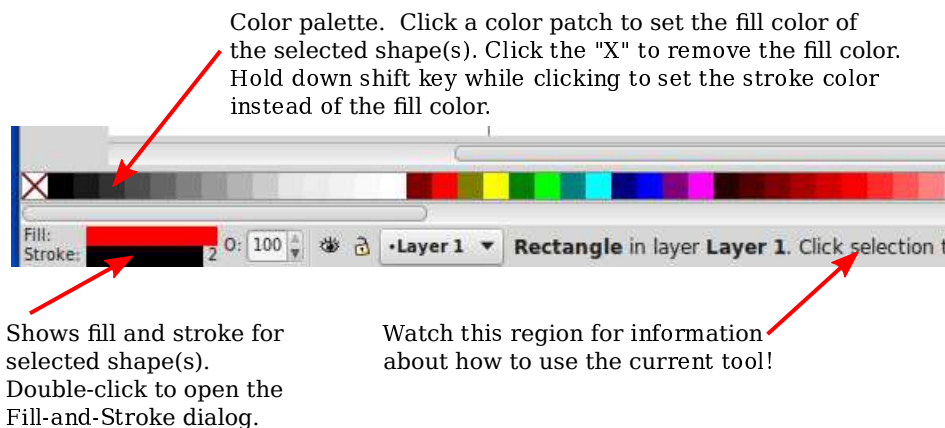 Color palette.  Click a color patch to set the fill color of
the selected shape(s). Click the "X" to remove the fill color.
Hold down shift key while clicking to set the stroke color
instead of the fill color.
Fill:
Stroke:
2
O:
100
•Layer 1
Rectangle in layer Layer 1. Click selection t
Shows fill and stroke for
selected shape(s).
Double-click to open the
Fill-and-Stroke dialog.
Watch this region for information
about how to use the current tool!